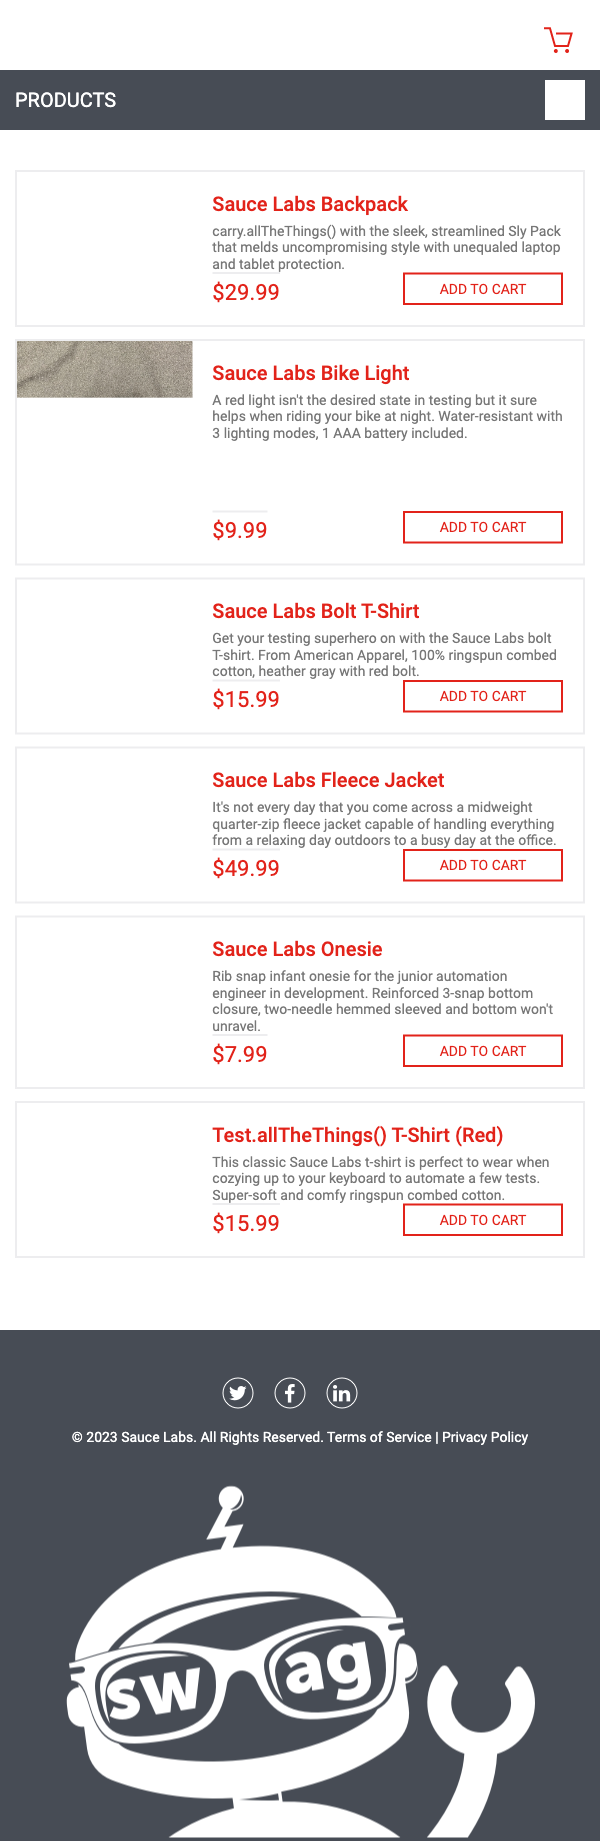 PRODUCTS
Sauce Labs Backpack
carry.allTheThings() with the sleek, streamlined Sly Pack
that melds uncompromising style with unequaled laptop
and tablet protection.
$29.99
ADD TO CART
Sauce Labs Bike Light
A red light isn't the desired state in testing but it sure
helps when riding your bike at night. Water-resistant with
3 lighting modes, 1 AAA battery included.
$9.99
ADD TO CART
Sauce Labs Bolt T-Shirt
Get your testing superhero on with the Sauce Labs bolt
T-shirt. From American Apparel, 100% ringspun combed
cotton, heather gray with red bolt.
$15.99
ADD TO CART
Sauce Labs Fleece Jacket
It's not every day that you come across a midweight
quarter-zip fleece jacket capable of handling everything
from a relaxing day outdoors to a busy day at the office.
$49.99
ADD TO CART
Sauce Labs Onesie
Rib snap infant onesie for the junior automation
engineer in development. Reinforced 3-snap bottom
closure, two-needle hemmed sleeved and bottom won't
unravel.
$7.99
ADD TO CART
Test.allTheThings() T-Shirt (Red)
This classic Sauce Labs t-shirt is perfect to wear when
cozying up to your keyboard to automate a few tests.
Super-soft and comfy ringspun combed cotton.
$15.99
ADD TO CART
© 2023 Sauce Labs. All Rights Reserved. Terms of Service | Privacy Policy
sw ag